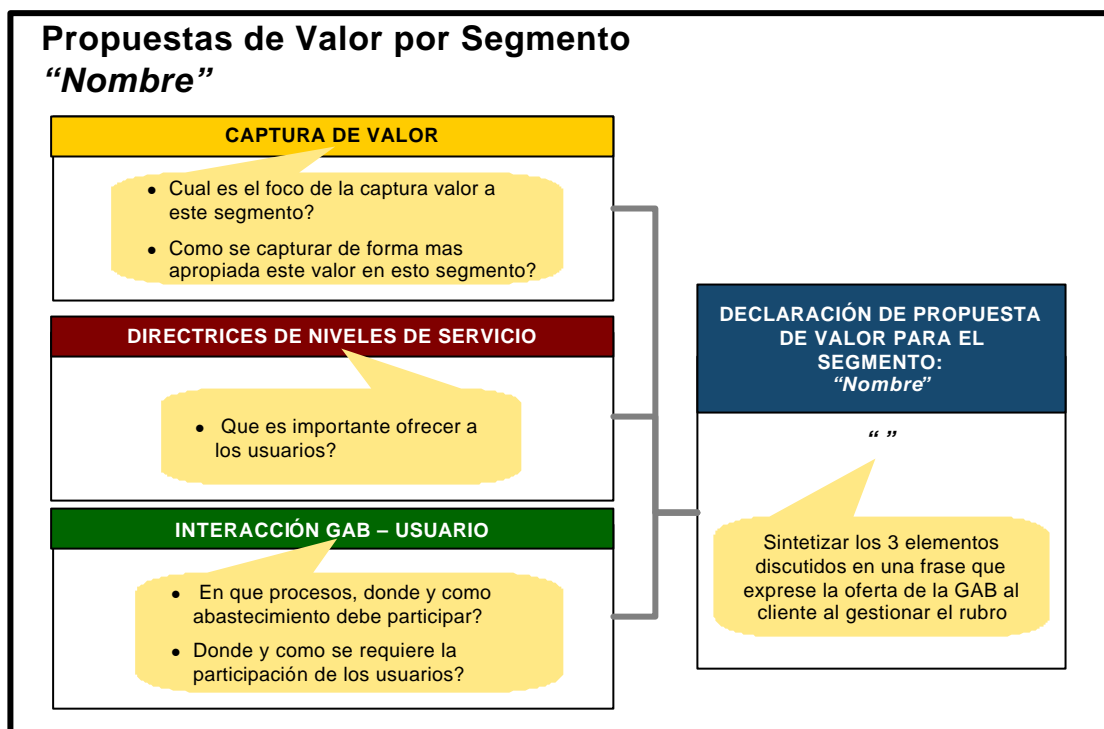 Propuestas de Valor por Segmento
“Nombre”
CAPTURA DE VALOR
• Cual es el foco de la captura valor a
este segmento?
• Como se capturar de forma mas
apropiada este valor en esto segmento?
DIRECTRICES DE NIVELES DE SERVICIO
• Que es importante ofrecer a
los usuarios?
INTERACCIÓN GAB – USUARIO
• En que procesos, donde y como
abastecimiento debe participar?
• Donde y como se requiere la
participación de los usuarios?
DECLARACIÓN DE PROPUESTA
DE VALOR PARA EL
SEGMENTO:
“Nombre”
“ ”
Sintetizar los 3 elementos
discutidos en una frase que
exprese la oferta de la GAB al
cliente al gestionar el rubro